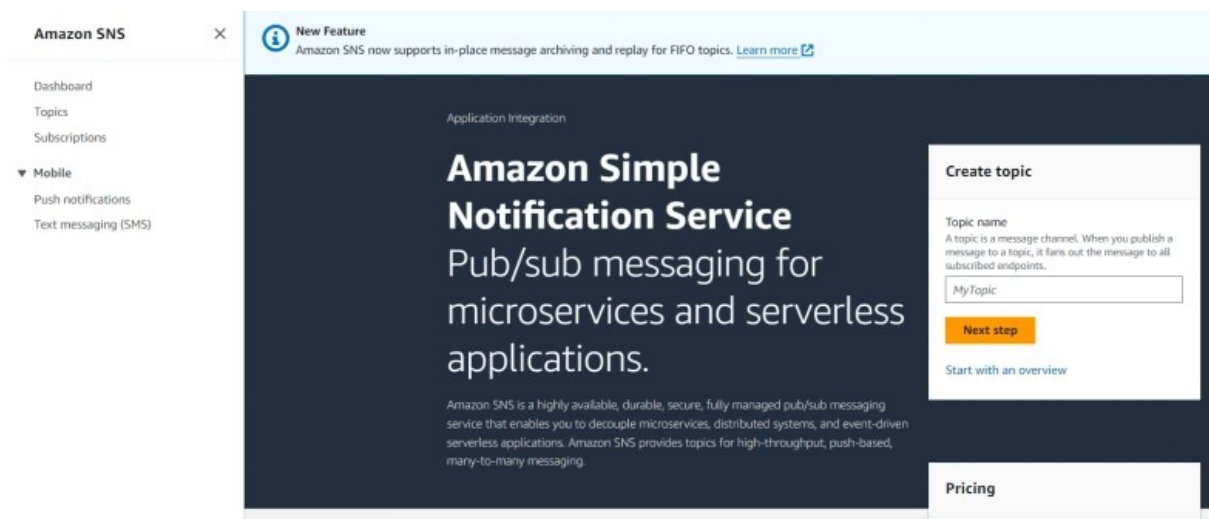 Amazon SNS
Dashboard
Topics
Subscriptions
Mobile
Push notifications
Text messaging (SMS)
New Feature
Amazon SNS now supports in-place message archiving and replay for FIFO topics. Learn more
Application Integration
Amazon Simple
Notification Service
Pub/sub messaging for
microservices and serverless
applications.
Amazon SNS is a highly available, durable, secure, fully managed pub/sub messaging
service that enables you to decouple microservices, distributed systems, and event-driven
serverless applications. Amazon SNS provides topics for high-throughput, push-based,
many-to-many messaging.
Create topic
Topic name
A topic is a message channel. When you publish a
message to a topic, it fans out the message to all
subscribed endpoints.
MyTopic
Next step
Start with an overview
Pricing